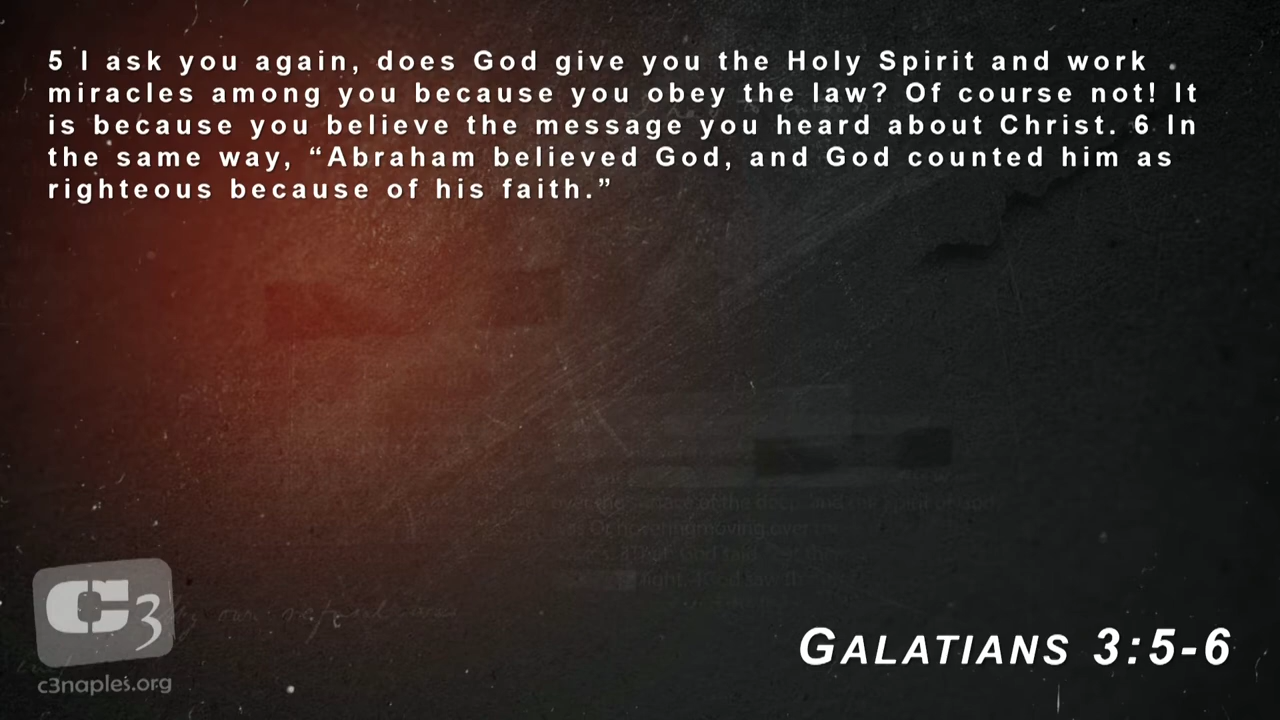 5 I ask you again, does God give you the Holy Spirit and work
miracles among you because you obey the law? Of course not! It
is because you believe the message you heard about Christ. 6 In
the same way, “Abraham believed God, and God counted him as
righteous because of his faith.”
C3
c3naples.org
GALATIANS 3:5-6